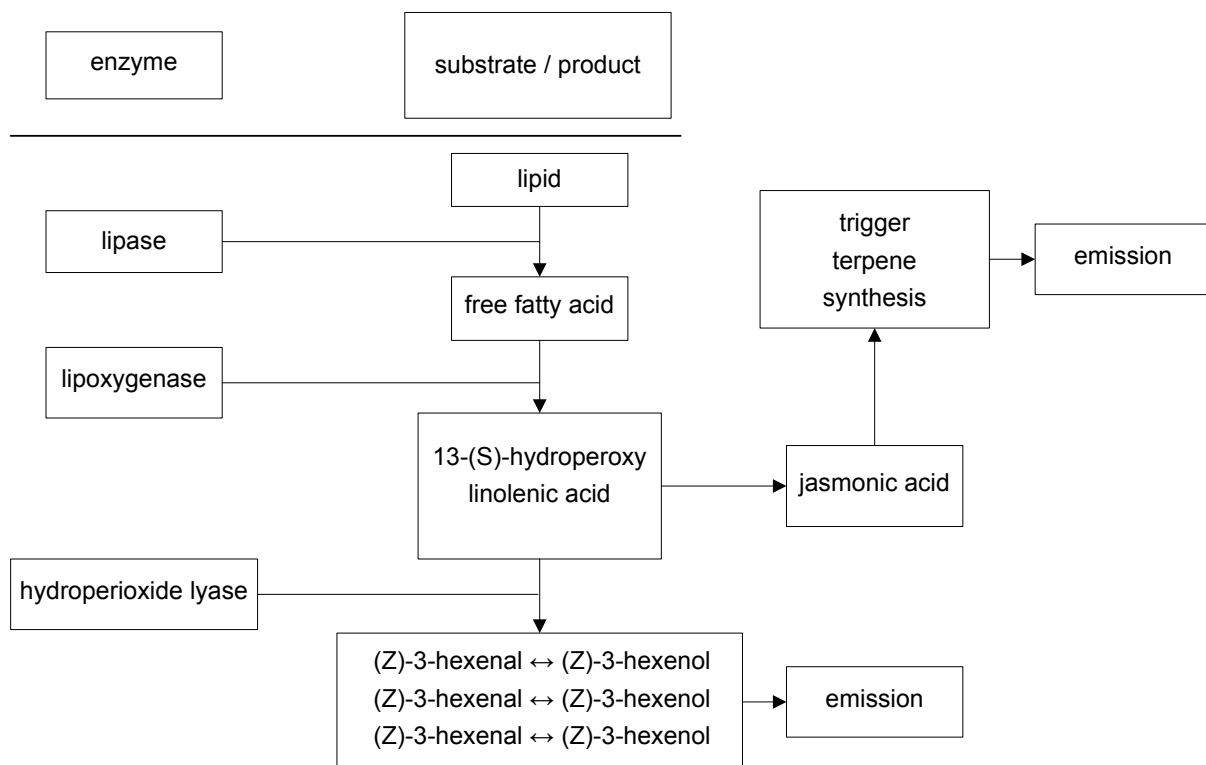 enzyme
substrate / product
lipid
lipase
free fatty acid
lipoxygenase
13-(S)-hydroperoxy
linolenic acid
jasmonic acid
trigger
terpene
synthesis
emission
hydroperioxide lyase
(Z)-3-hexenal ↔ (Z)-3-hexenol
(Z)-3-hexenal ↔ (Z)-3-hexenol
(Z)-3-hexenal ↔ (Z)-3-hexenol
emission